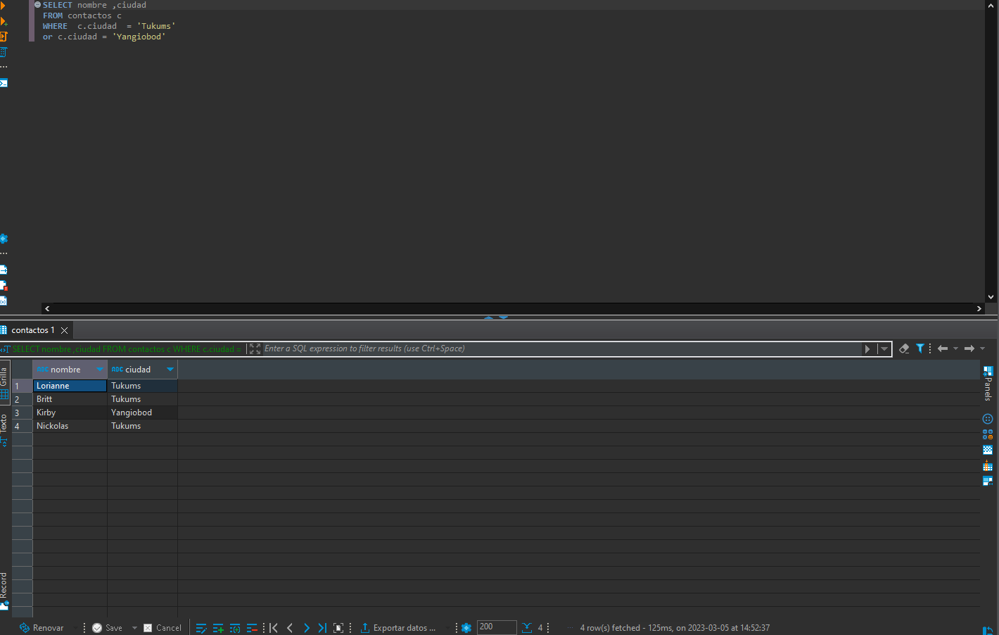 SELECT nombre ,ciudad
FROM contactos c
WHERE  c.ciudad  = 'Tukums'
or c.ciudad = 'Yangiobod'
contactos 1
SELECT nombre ,ciudad FROM contactos c WHERE c.ciudad =
Enter a SQL expression to filter results (use Ctrl+Space)
Grilla
Texto
Record
Panels
ABC nombre ABC ciudad
1 Lorianne Tukums
2 Britt Tukums
3 Kirby Yangiobod
4 Nickolas Tukums
Renovar Save Cancel Exportar datos ... 200 4 4 row(s) fetched - 125ms, on 2023-03-05 at 14:52:37